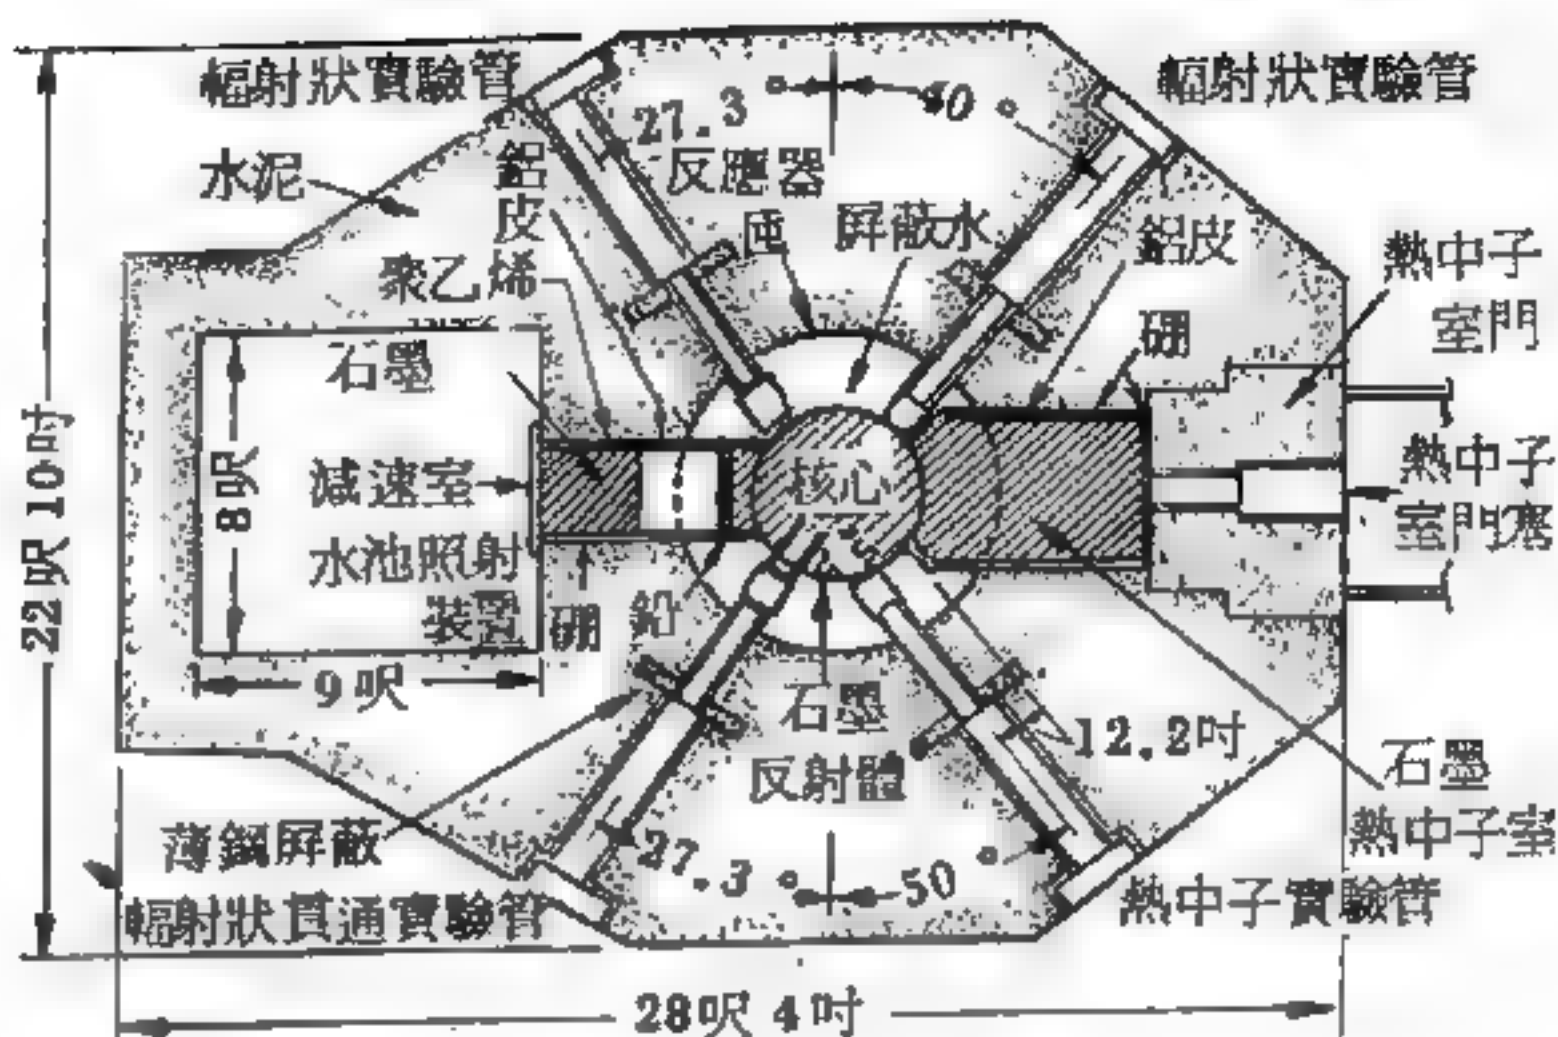 輻射狀實驗管
輻射狀實驗管
27.3°
水泥
鋁皮
反應器
屏蔽水
鋁皮
熱中子
室門
聚乙烯
硼
石墨
22呎10吋
8呎
減速室
核心
熱中子
室門塞
水池照射
裝置
硼
鉛
9呎
石墨
反射體
12.2吋
石墨
熱中子室
薄鋼屏蔽
27.3°
50°
輻射狀貫通實驗管
熱中子實驗管
28呎4吋